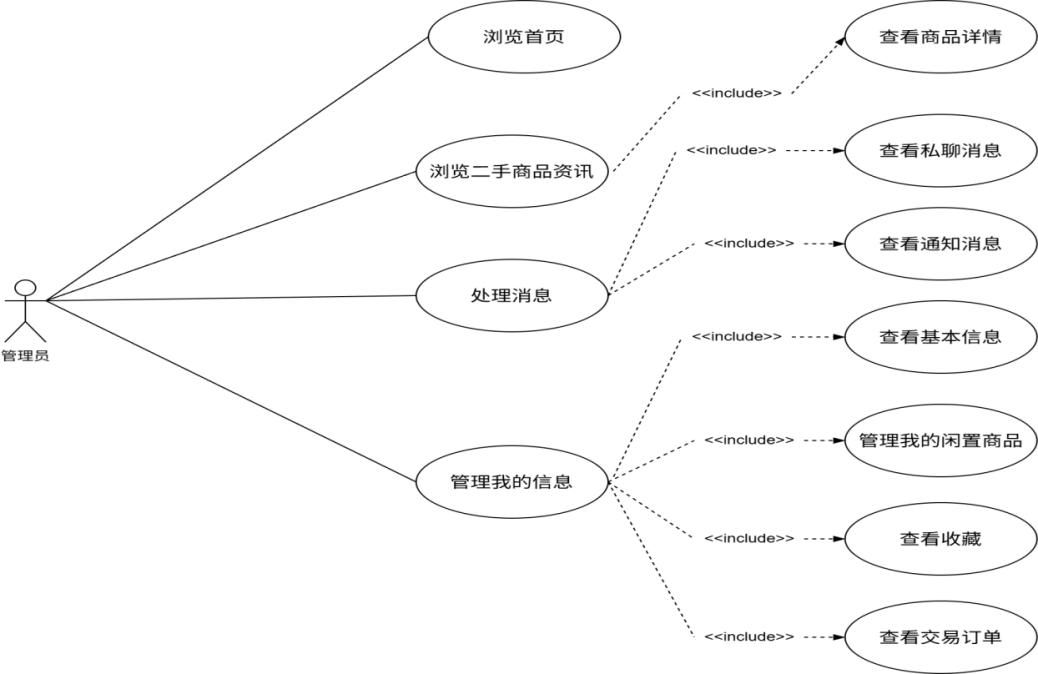 浏览首页
查看商品详情
<<include>>
浏览二手商品资讯
<<include>>
查看私聊消息
<<include>>
查看通知消息
处理消息
管理员
<<include>>
查看基本信息
<<include>>
管理我的闲置商品
管理我的信息
<<include>>
查看收藏
<<include>>
查看交易订单